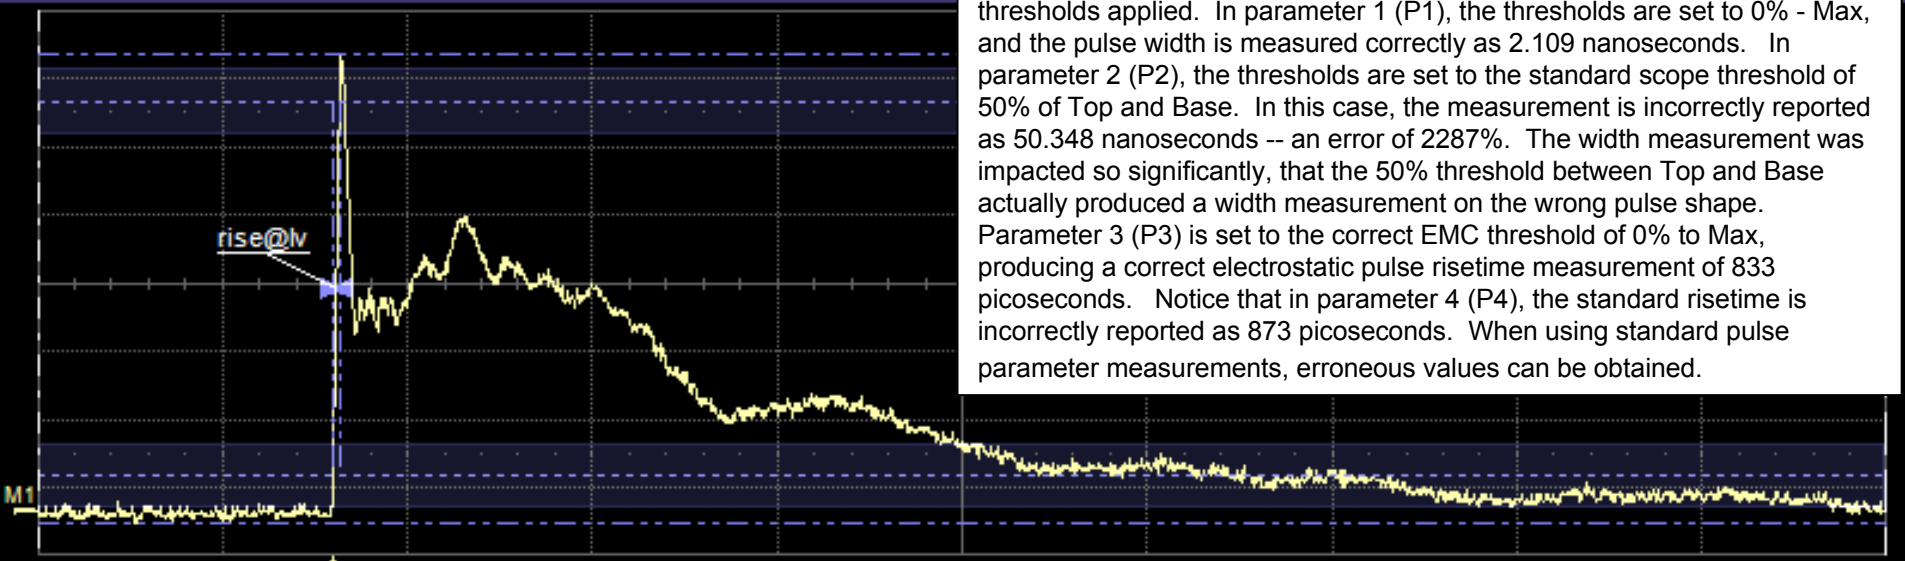 thresholds applied.  In parameter 1 (P1), the thresholds are set to 0% - Max,
and the pulse width is measured correctly as 2.109 nanoseconds.   In
parameter 2 (P2), the thresholds are set to the standard scope threshold of
50% of Top and Base.  In this case, the measurement is incorrectly reported
as 50.348 nanoseconds -- an error of 2287%.  The width measurement was
impacted so significantly, that the 50% threshold between Top and Base
actually produced a width measurement on the wrong pulse shape.
Parameter 3 (P3) is set to the correct EMC threshold of 0% to Max,
producing a correct electrostatic pulse risetime measurement of 833
picoseconds.   Notice that in parameter 4 (P4), the standard risetime is
incorrectly reported as 873 picoseconds.  When using standard pulse
parameter measurements, erroneous values can be obtained.
rise@lv
M1